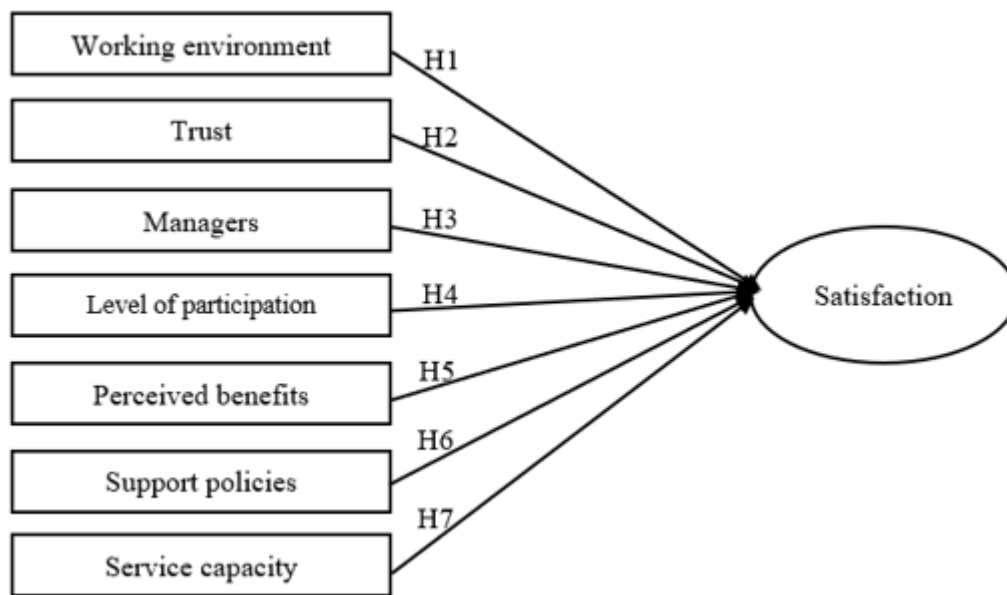 Working environment
H1
Trust
H2
Managers
H3
Level of participation
H4
Satisfaction
Perceived benefits
H5
Support policies
H6
Service capacity
H7